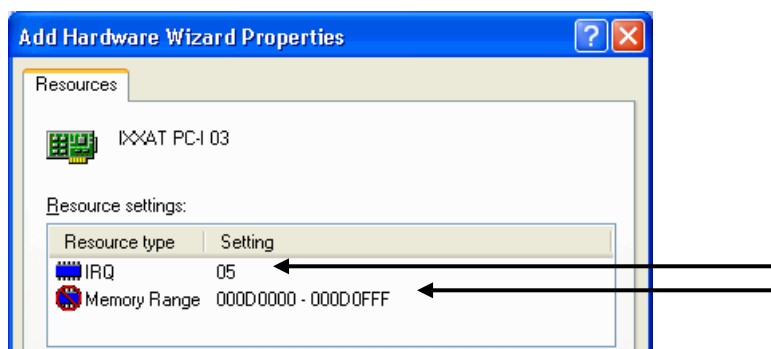 Add Hardware Wizard Properties
Resources
IXXAT PC-I 03
Resource settings:
Resource type Setting
IRQ 05
Memory Range 000D0000 - 000D0FFF